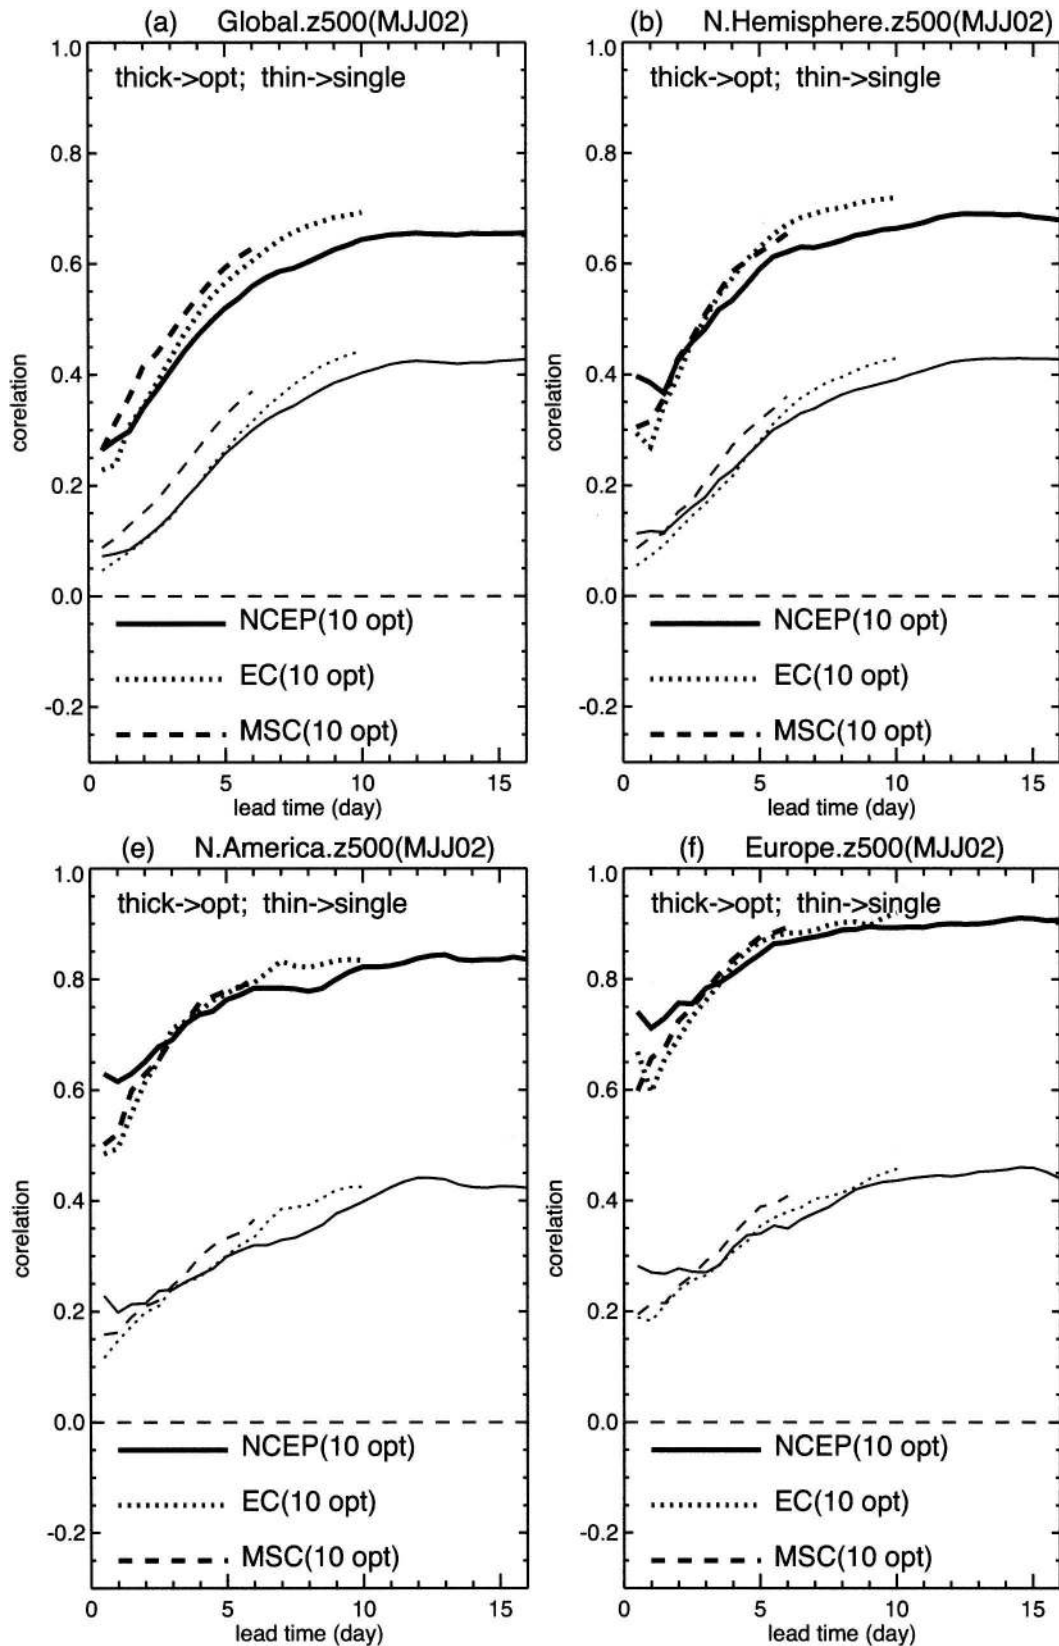 (a) Global.z500(MJJ02)
thick->opt; thin->single
1.0
0.8
0.6
0.4
0.2
0.0
-0.2
corelation
NCEP(10 opt)
EC(10 opt)
MSC(10 opt)
0 5 10 15
lead time (day)
(b) N.Hemisphere.z500(MJJ02)
thick->opt; thin->single
1.0
0.8
0.6
0.4
0.2
0.0
-0.2
corelation
NCEP(10 opt)
EC(10 opt)
MSC(10 opt)
0 5 10 15
lead time (day)
(e) N.America.z500(MJJ02)
thick->opt; thin->single
1.0
0.8
0.6
0.4
0.2
0.0
-0.2
corelation
NCEP(10 opt)
EC(10 opt)
MSC(10 opt)
0 5 10 15
lead time (day)
(f) Europe.z500(MJJ02)
thick->opt; thin->single
1.0
0.8
0.6
0.4
0.2
0.0
-0.2
corelation
NCEP(10 opt)
EC(10 opt)
MSC(10 opt)
0 5 10 15
lead time (day)